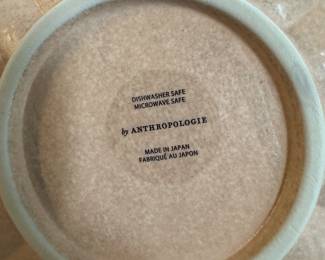 DISHWASHER SAFE
MICROWAVE SAFE
by ANTHROPOLOGIE
MADE IN JAPAN
FABRIQUÉ AU JAPON